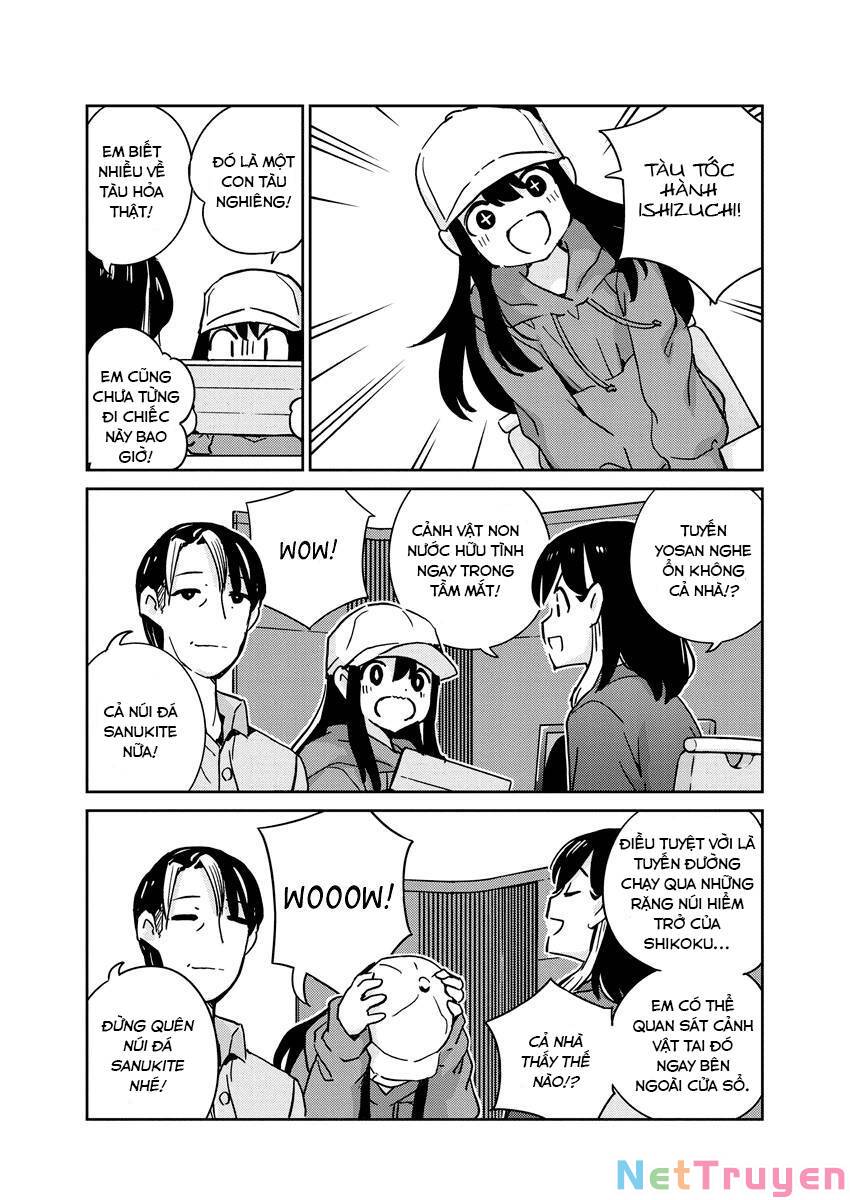 TÀU TỐC
HÀNH
ISHIZUCHI!
ĐÓ LÀ MỘT
CON TÀU
NGHIÊNG!
EM BIẾT
NHIỀU VỀ
TÀU HỎA
THẬT!
EM CŨNG
CHƯA TỪNG
ĐI CHIẾC
NÀY BAO
GIỜ!
TUYẾN
YOSAN NGHE
ỔN KHÔNG
CẢ NHÀ!?
CẢNH VẬT NON
NƯỚC HỮU TÌNH
NGAY TRONG
TẦM MẮT!
WOW!
CẢ NÚI ĐÁ
SANUKITE
NỮA!
ĐIỀU TUYỆT VỜI LÀ
TUYẾN ĐƯỜNG
CHẠY QUA NHỮNG
RẶNG NÚI HIỂM
TRỞ CỦA
SHIKOKU...
EM CÓ THỂ
QUAN SÁT CẢNH
VẬT TẠI ĐÓ
NGAY BÊN
NGOÀI CỬA SỔ.
CẢ NHÀ
THẤY THẾ
NÀO!?
WOOOW!
ĐỪNG QUÊN
NÚI ĐÁ
SANUKITE
NHÉ!
NetTruyen